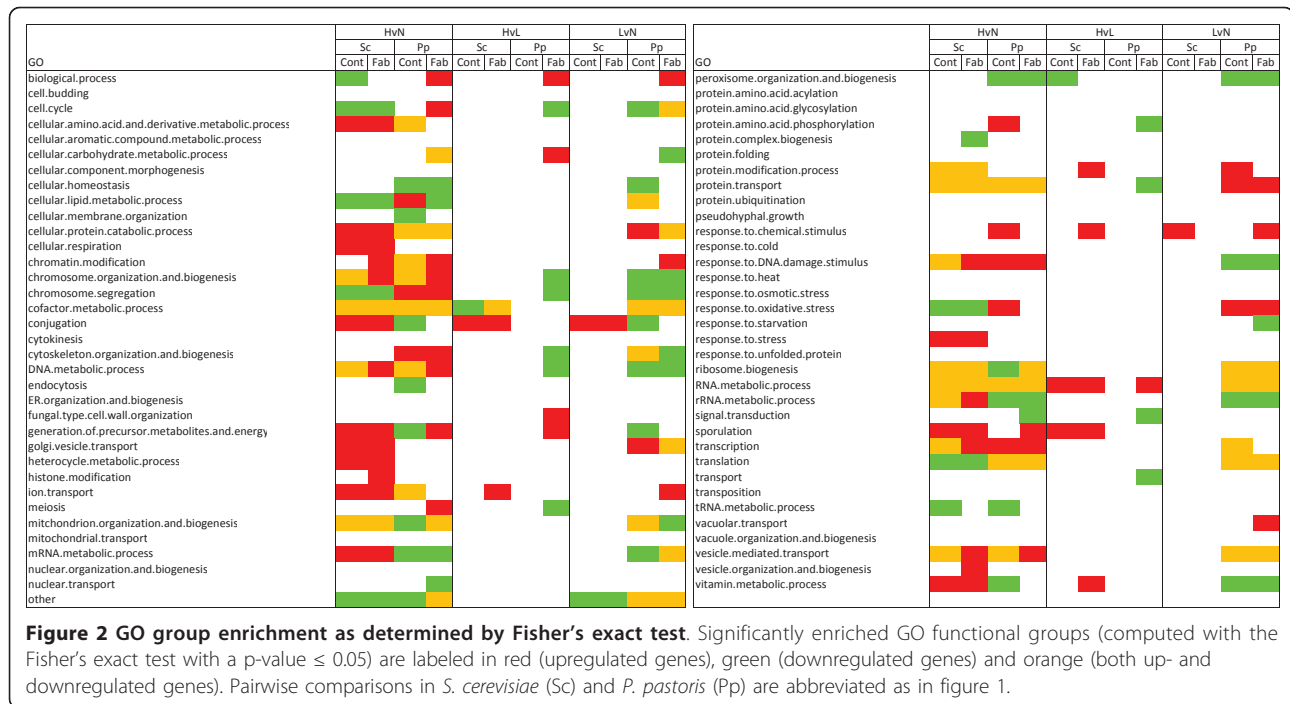 HvN HvL LvN
Sc Pp Sc Pp Sc Pp
GO Cont Fab Cont Fab Cont Fab Cont Fab Cont Fab Cont Fab
biological.process
cell.budding
cell.cycle
cellular.amino.acid.and.derivative.metabolic.process
cellular.aromatic.compound.metabolic.process
cellular.carbohydrate.metabolic.process
cellular.component.morphogenesis
cellular.homeostasis
cellular.lipid.metabolic.process
cellular.membrane.organization
cellular.protein.catabolic.process
cellular.respiration
chromatin.modification
chromosome.organization.and.biogenesis
chromosome.segregation
cofactor.metabolic.process
conjugation
cytokinesis
cytoskeleton.organization.and.biogenesis
DNA.metabolic.process
endocytosis
ER.organization.and.biogenesis
fungal.type.cell.wall.organization
generation.of.precursor.metabolites.and.energy
golgi.vesicle.transport
heterocycle.metabolic.process
histone.modification
ion.transport
meiosis
mitchondrion.organization.and.biogenesis
mitochondrial.transport
mRNA.metabolic.process
nuclear.organization.and.biogenesis
nuclear.transport
other
HvN HvL LvN
Sc Pp Sc Pp Sc Pp
GO Cont Fab Cont Fab Cont Fab Cont Fab Cont Fab Cont Fab
peroxisome.organization.and.biogenesis
protein.amino.acid.acylation
protein.amino.acid.glycosylation
protein.amino.acid.phosphorylation
protein.complex.biogenesis
protein.folding
protein.modification.process
protein.transport
protein.ubiquitination
pseudohyphal.growth
response.to.chemical.stimulus
response.to.cold
response.to.DNA.damage.stimulus
response.to.heat
response.to.osmotic.stress
response.to.oxidative.stress
response.to.starvation
response.to.stress
response.to.unfolded.protein
ribosome.biogenesis
RNA.metabolic.process
rRNA.metabolic.process
signal.transduction
sporulation
transcription
translation
transport
transposition
tRNA.metabolic.process
vacuolar.transport
vacuole.organization.and.biogenesis
vesicle.mediated.transport
vesicle.organization.and.biogenesis
vitamin.metabolic.process
Figure 2 GO group enrichment as determined by Fisher's exact test. Significantly enriched GO functional groups (computed with the
Fisher's exact test with a p-value ≤ 0.05) are labeled in red (upregulated genes), green (downregulated genes) and orange (both up- and
downregulated genes). Pairwise comparisons in S. cerevisiae (Sc) and P. pastoris (Pp) are abbreviated as in figure 1.